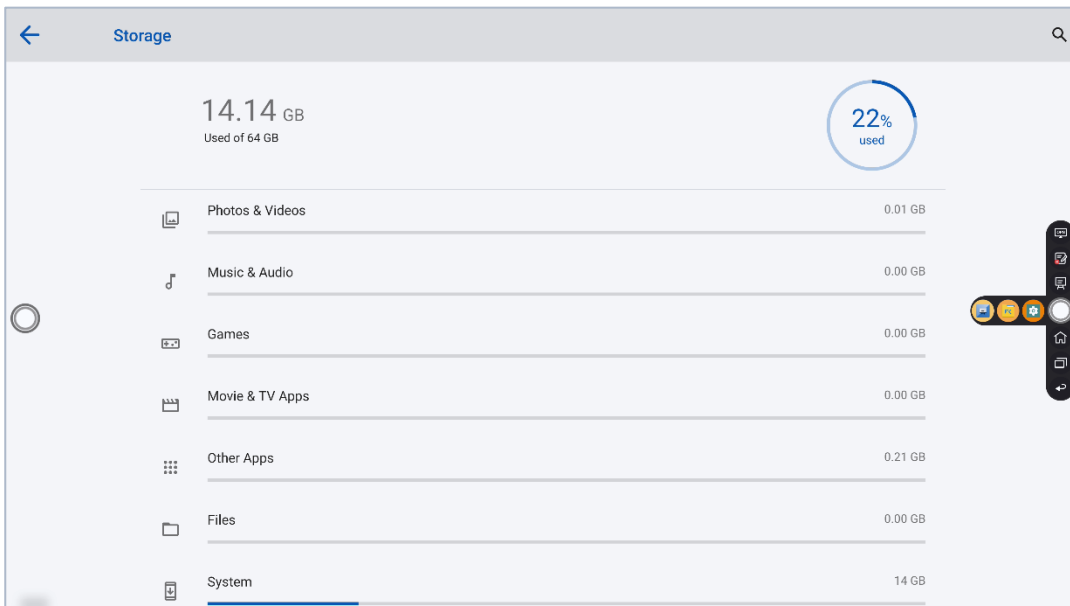 Storage
14.14 GB
Used of 64 GB
22%
used
Photos & Videos
0.01 GB
Music & Audio
0.00 GB
Games
0.00 GB
Movie & TV Apps
0.00 GB
Other Apps
0.21 GB
Files
0.00 GB
System
14 GB